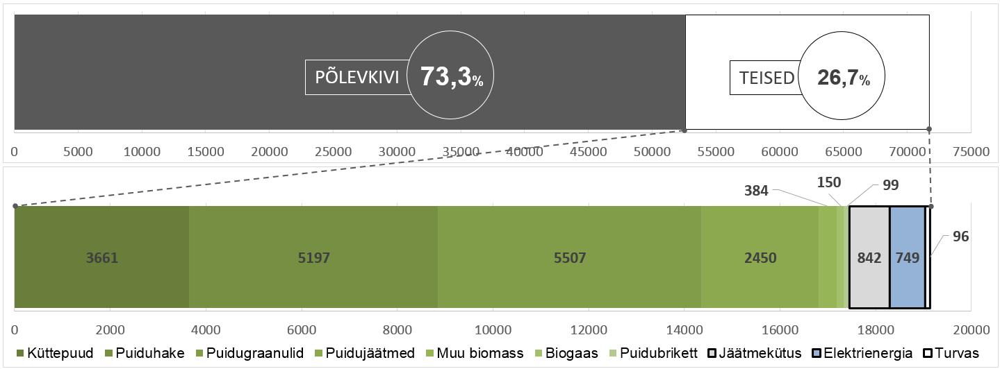 PÕLEVKIVI 73,3%
TEISED 26,7%
0 5000 10000 15000 20000 25000 30000 35000 40000 45000 50000 55000 60000 65000 70000 75000
384 150 99
3661 5197 5507 2450 842 749 96
0 2000 4000 6000 8000 10000 12000 14000 16000 18000 20000
Küttepuud Puiduhake Puidugraanulid Puidujäätmed Muu biomass Biogaas Puidubrikett Jäätmekütus Elektrienergia Turvas